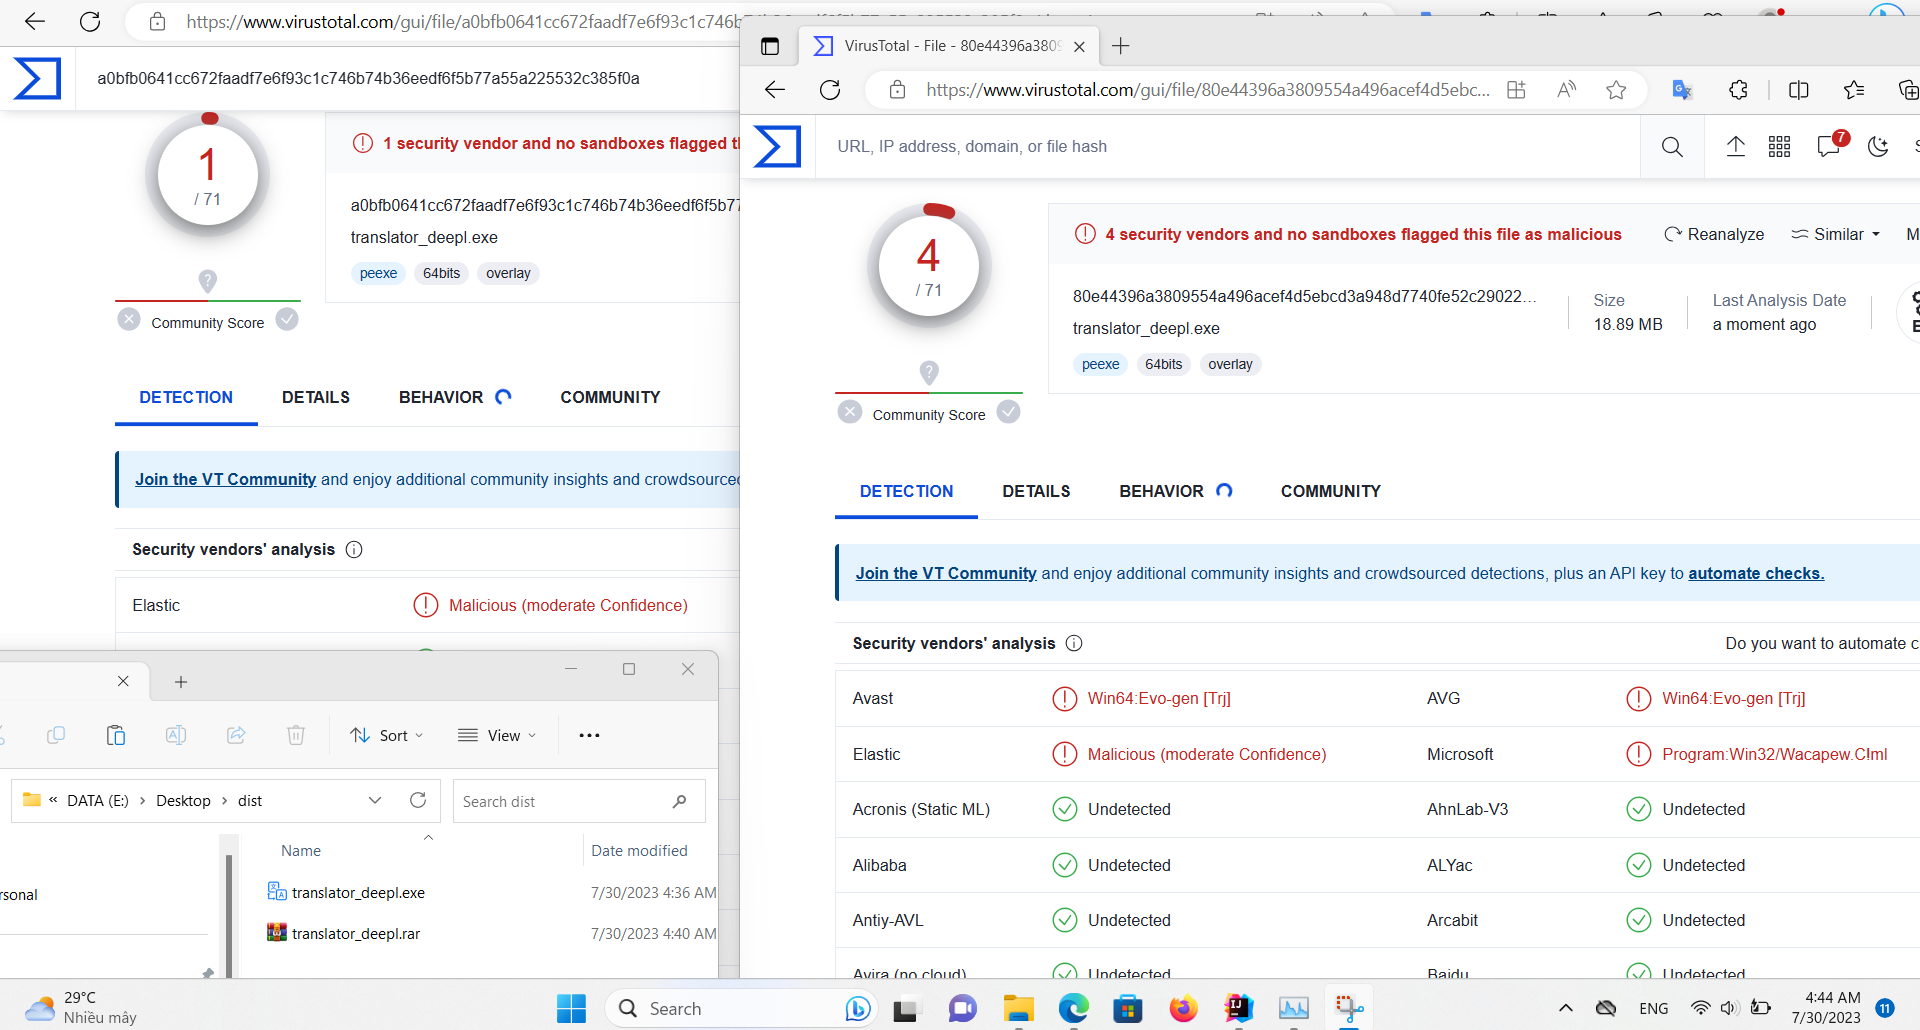 https://www.virustotal.com/gui/file/a0bfb0641cc672faadf7e6f93c1c746b
a0bfb0641cc672faadf7e6f93c1c746b74b36eedf6f5b77a55a225532c385f0a
1
/ 71
1 security vendor and no sandboxes flagged
a0bfb0641cc672faadf7e6f93c1c746b74b36eedf6f5b77
translator_deepl.exe
peexe
64bits
overlay
?
Community Score
DETECTION
DETAILS
BEHAVIOR
COMMUNITY
Join the VT Community and enjoy additional community insights and crowdsourced
Security vendors' analysis
Elastic
Malicious (moderate Confidence)
Sort
View
« DATA (E:) > Desktop > dist
Search dist
Name
Date modified
translator_deepl.exe
7/30/2023 4:36 AM
translator_deepl.rar
7/30/2023 4:40 AM
rsonal
VirusTotal - File - 80e44396a3809
https://www.virustotal.com/gui/file/80e44396a3809554a496acef4d5ebc...
URL, IP address, domain, or file hash
7
S
4
/ 71
4 security vendors and no sandboxes flagged this file as malicious
Reanalyze
Similar
M
80e44396a3809554a496acef4d5ebcd3a948d7740fe52c29022...
translator_deepl.exe
peexe
64bits
overlay
Size
18.89 MB
Last Analysis Date
a moment ago
?
Community Score
DETECTION
DETAILS
BEHAVIOR
COMMUNITY
Join the VT Community and enjoy additional community insights and crowdsourced detections, plus an API key to automate checks.
Security vendors' analysis
Do you want to automate c
Avast
Win64:Evo-gen [Trj]
AVG
Win64:Evo-gen [Trj]
Elastic
Malicious (moderate Confidence)
Microsoft
Program:Win32/Wacapew.C!ml
Acronis (Static ML)
Undetected
AhnLab-V3
Undetected
Alibaba
Undetected
ALYac
Undetected
Antiy-AVL
Undetected
Arcabit
Undetected
Avira (no cloud)
Undetected
Baidu
Undetected
29°C
Nhiều mây
Search
ENG
4:44 AM
7/30/2023
11